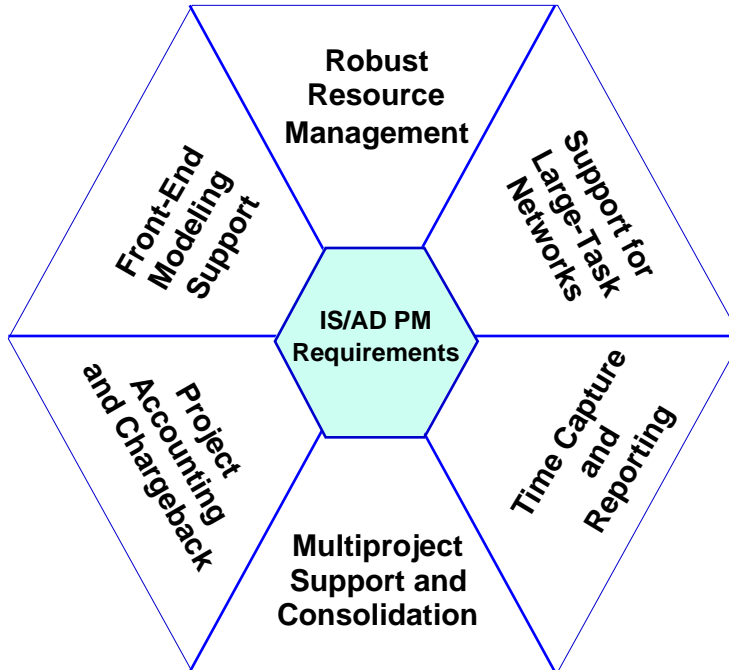 Robust
Resource
Management
Support for
Large-Task
Networks
Front-End
Modeling
Support
IS/AD PM
Requirements
Time Capture
and
Reporting
Project
Accounting
and Chargeback
Multiproject
Support and
Consolidation